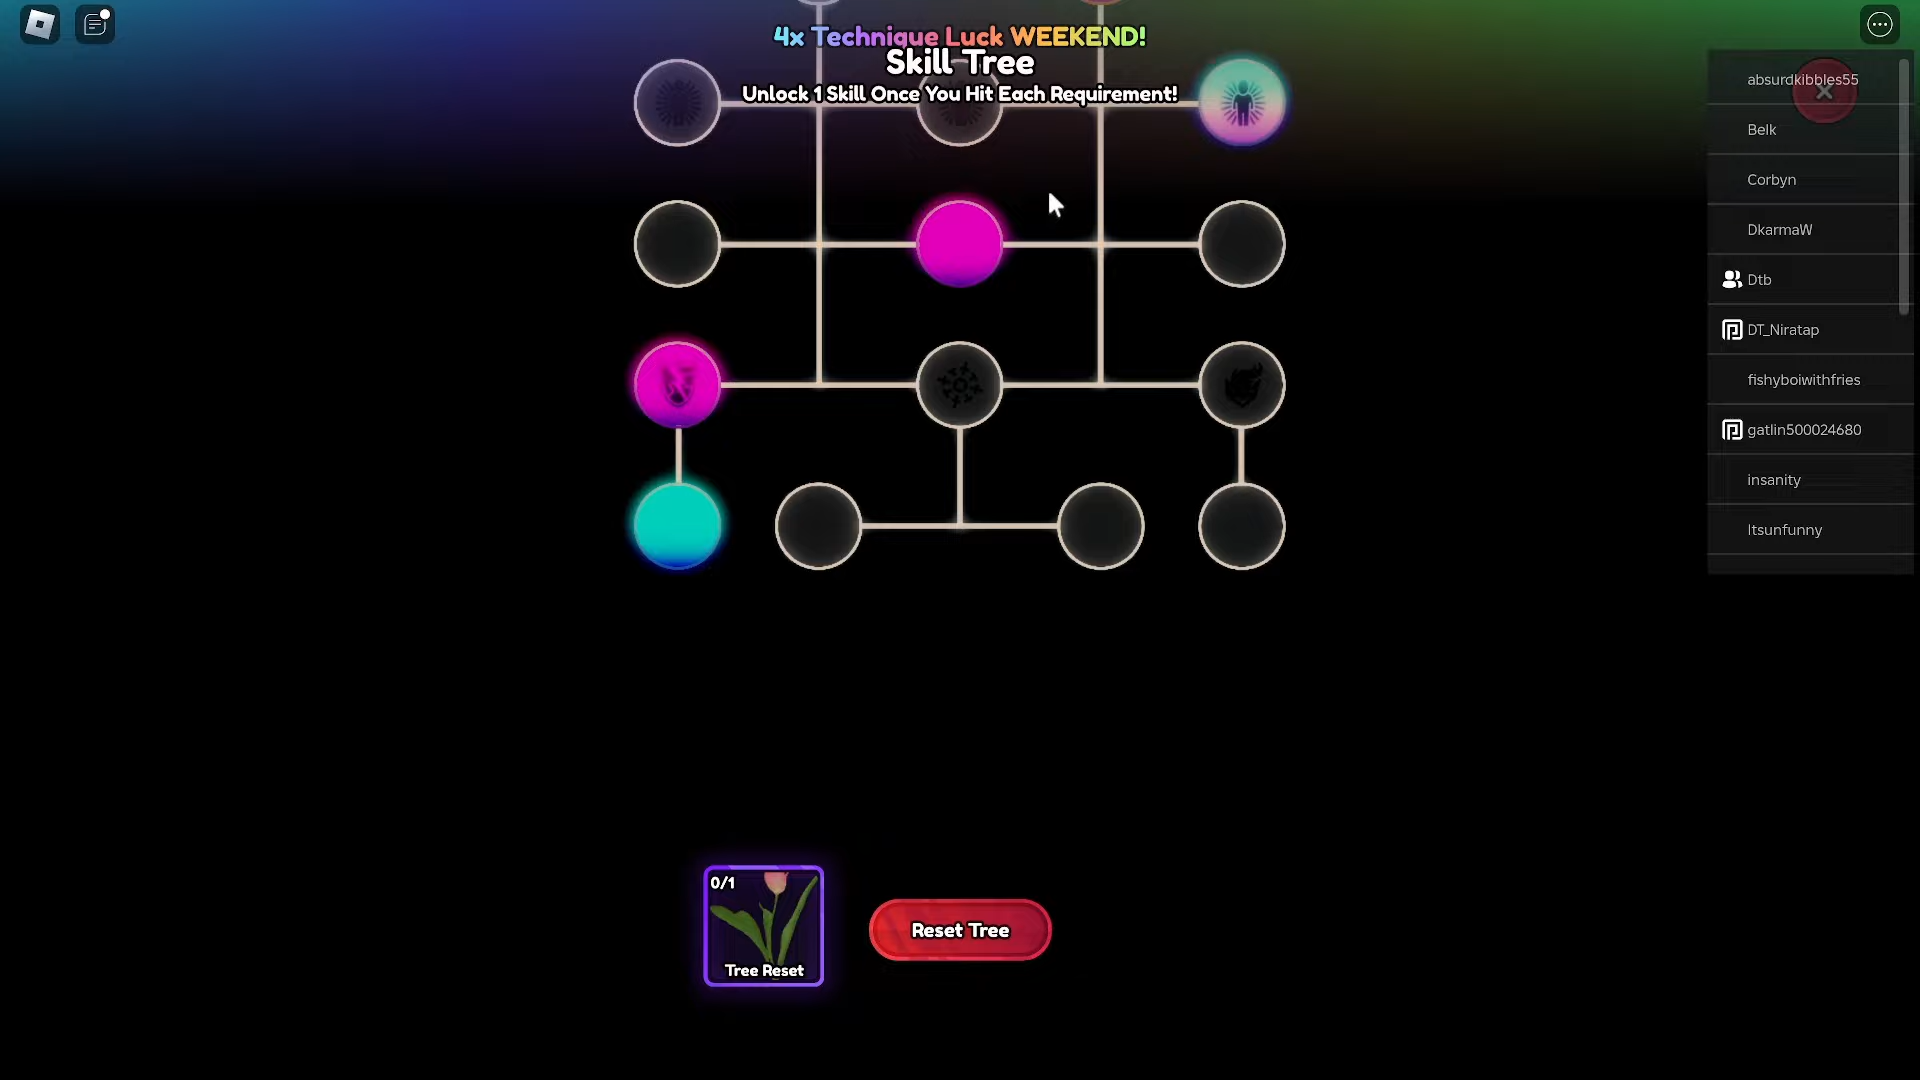 4x Technique Luck WEEKEND!
Skill Tree
Unlock 1 Skill Once You Hit Each Requirement!
absurdkibbles55
Belk
Corbyn
DkarmaW
Dtb
DT_Niratap
fishyboiwithfries
gatlin500024680
insanity
Itsunfunny
0/1
Tree Reset
Reset Tree